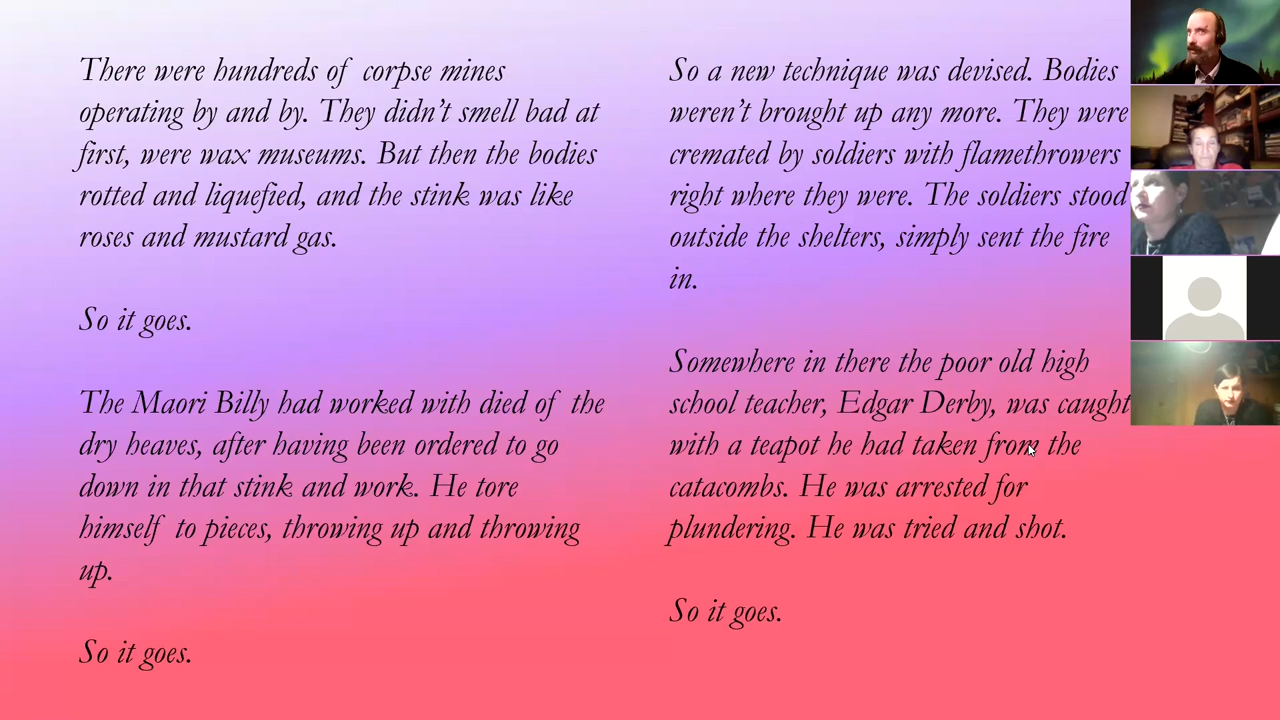 There were hundreds of corpse mines
operating by and by. They didn't smell bad at
first, were wax museums. But then the bodies
rotted and liquefied, and the stink was like
roses and mustard gas.
So it goes.
The Maori Billy had worked with died of the
dry heaves, after having been ordered to go
down in that stink and work. He tore
himself to pieces, throwing up and throwing
up.
So it goes.
So a new technique was devised. Bodies
weren't brought up any more. They were
cremated by soldiers with flamethrowers
right where they were. The soldiers stood
outside the shelters, simply sent the fire
in.
Somewhere in there the poor old high
school teacher, Edgar Derby, was caught
with a teapot he had taken from the
catacombs. He was arrested for
plundering. He was tried and shot.
So it goes.